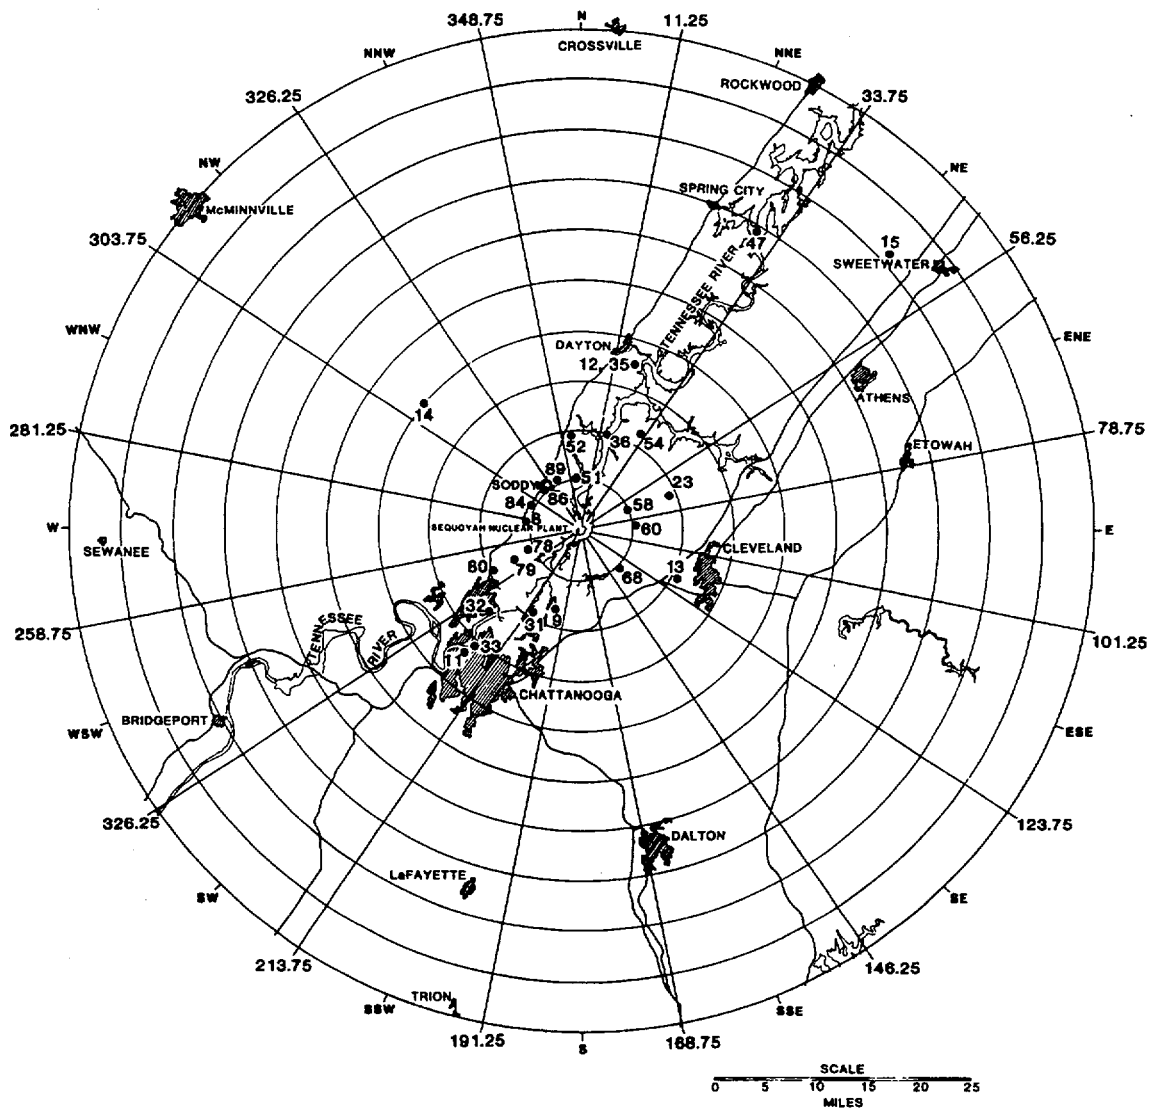 348.75
N
11.25
CROSSVILLE
NNW
NNE
ROCKWOOD
326.25
33.75
NW
NE
SPRING CITY
McMINNVILLE
303.75
47
15
56.25
SWEETWATER
TENNESSEE RIVER
WNW
ENE
DAYTON
12, 35
ATHENS
14
281.25
78.75
52
36
54
ETOWAH
89
51
SODDY
86
23
84
58
W
8
SEQUOYAH NUCLEAR PLANT
60
E
SEWANEE
78
CLEVELAND
80
79
68
13
32
31
9
258.75
TENNESSEE
RIVER
101.25
11
33
CHATTANOOGA
BRIDGEPORT
WSW
ESE
326.25
123.75
DALTON
LaFAYETTE
SW
SE
213.75
146.25
TRION
SSW
SSE
191.25
S
168.75
SCALE
0 5 10 15 20 25
MILES